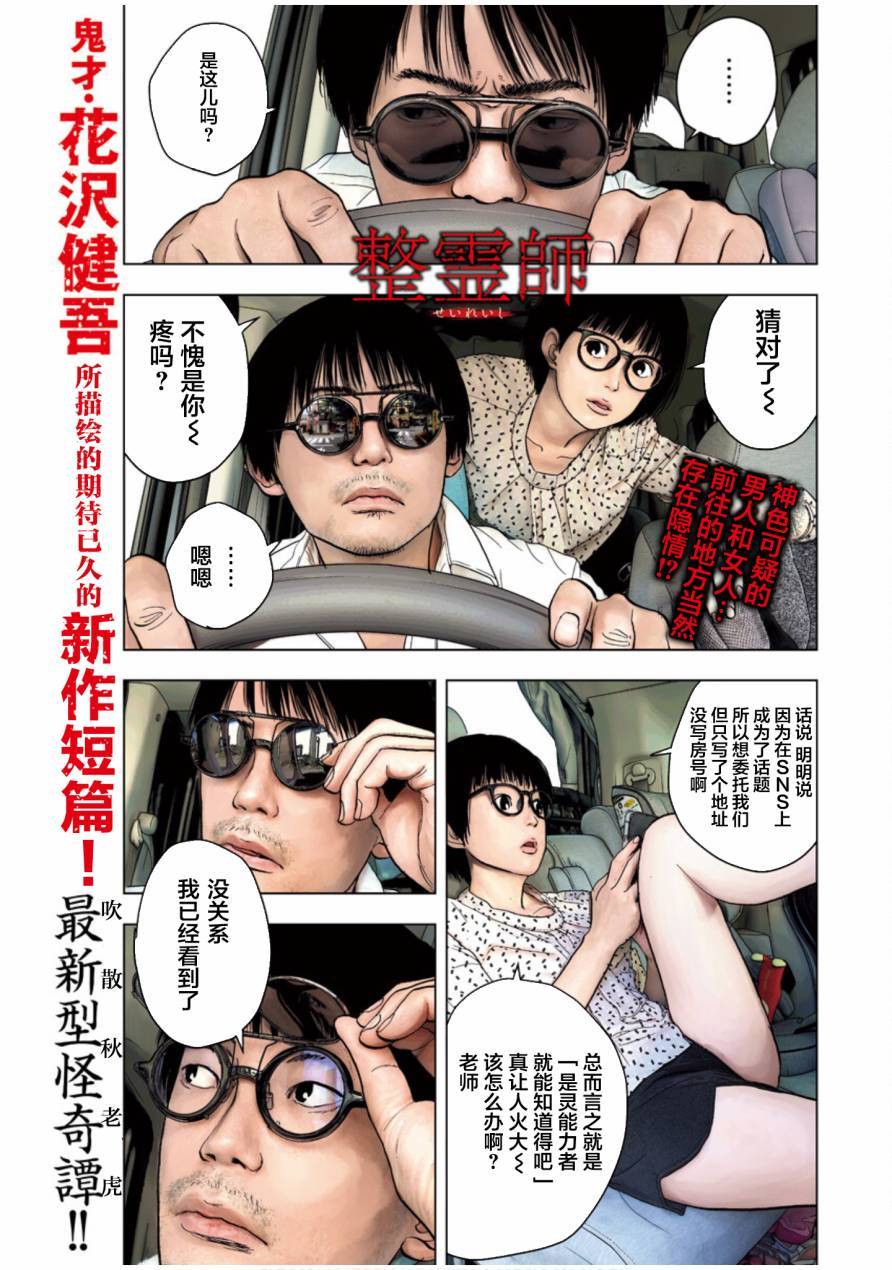 鬼才・花沢健吾所描绘的期待已久的新作短篇！
吹散秋老虎
最新型怪奇譚!!
……
是这儿吗？
整霊師
せいれいし
猜对了～
不愧是你～
疼吗？
……
嗯嗯
神色可疑的
男人和女人…
前往的地方当然
存在隐情!?
话说 明明说
因为在SNS上
成为了话题
所以想委托我们
但只写了个地址
没写房号啊
总而言之就是
「是灵能力者
就能知道得吧」
真让人火大～
该怎么办啊？
老师
没关系
我已经看到了